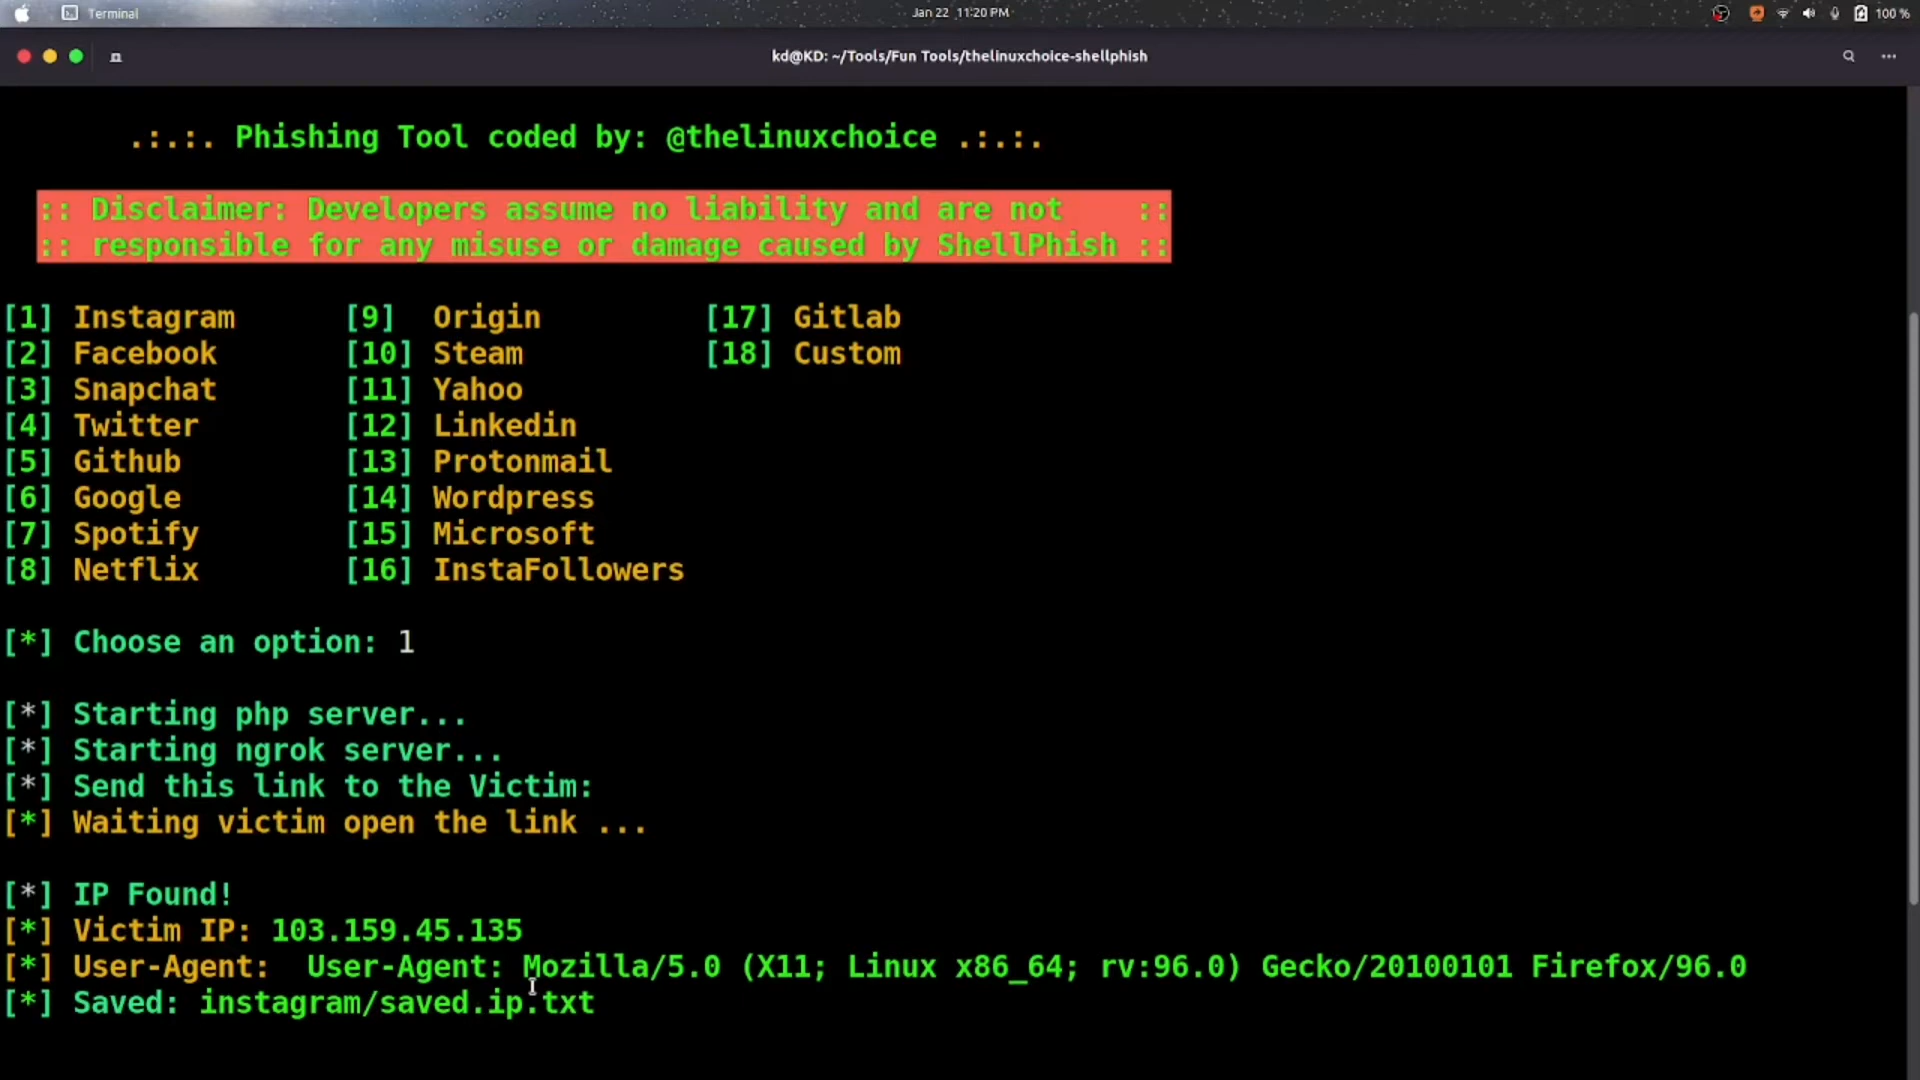 Terminal
Jan 22 11:20 PM
100 %
kd@KD: ~/Tools/Fun Tools/thelinuxchoice-shellphish
.:.:. Phishing Tool coded by: @thelinuxchoice .:.:.
:: Disclaimer: Developers assume no liability and are not ::
:: responsible for any misuse or damage caused by ShellPhish ::
[1] Instagram [9] Origin [17] Gitlab
[2] Facebook [10] Steam [18] Custom
[3] Snapchat [11] Yahoo
[4] Twitter [12] Linkedin
[5] Github [13] Protonmail
[6] Google [14] Wordpress
[7] Spotify [15] Microsoft
[8] Netflix [16] InstaFollowers
[*] Choose an option: 1
[*] Starting php server...
[*] Starting ngrok server...
[*] Send this link to the Victim:
[*] Waiting victim open the link ...
[*] IP Found!
[*] Victim IP: 103.159.45.135
[*] User-Agent: User-Agent: Mozilla/5.0 (X11; Linux x86_64; rv:96.0) Gecko/20100101 Firefox/96.0
[*] Saved: instagram/saved.ip.txt